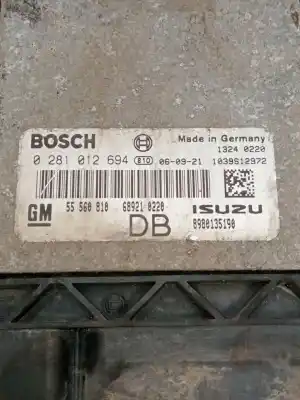 BOSCH Made in Germany
1324 0220
0 281 012 694 B10 06-09-21 1039S12972
GM 55 560 810 68921 0220 ISUZU
DB 8980135190